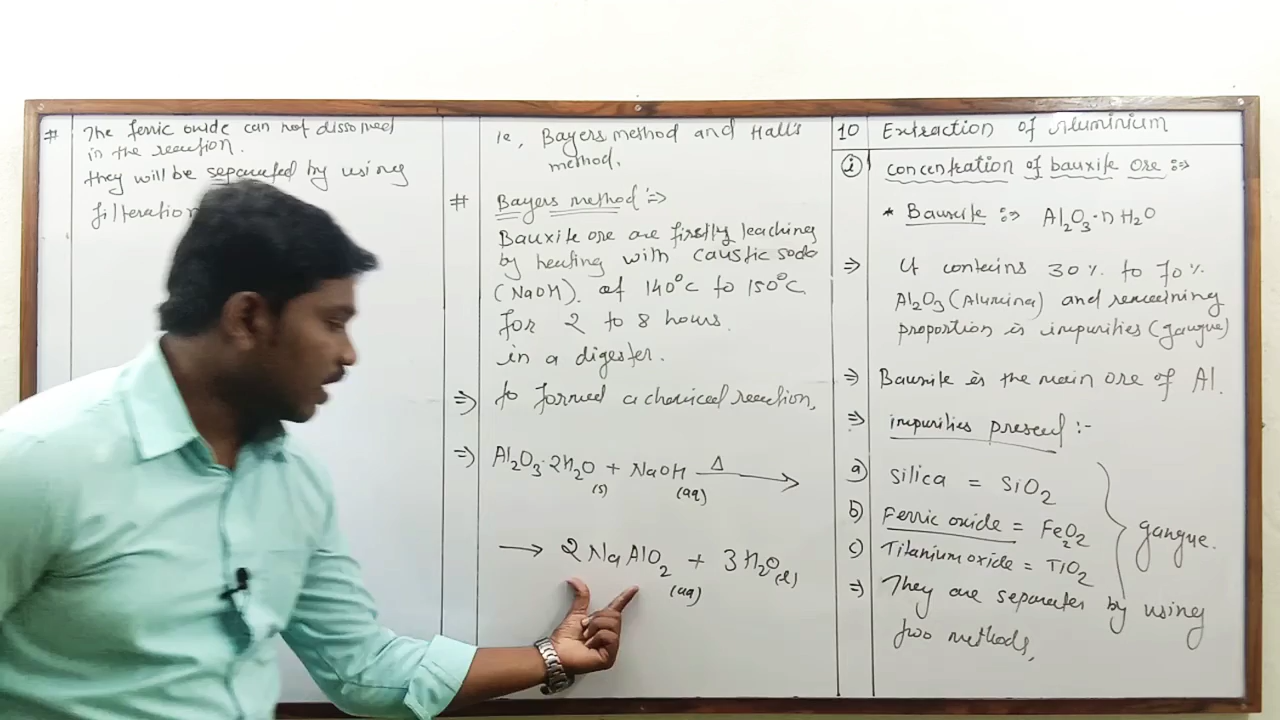 10 Extraction of Aluminium
i concentration of bauxite ore :⇒
* Bauxite :⇒ Al₂O₃·nH₂O
⇒ It contains 30% to 70%
Al₂O₃ (Alumina) and remaining
proportion is impurities (gangue)
⇒ Bauxite is the main ore of Al.
⇒ impurities present :-
a) silica = SiO₂
b) Ferric oxide = Fe₂O₂
c) Titanium oxide = TiO₂
gangue.
⇒ They are separates by using
two methods,
ie, Bayers method and Hall's
method.
# Bayers method :⇒
Bauxite ore are firstly leaching
by heating with caustic soda
(NaOH). at 140°C to 150°C
for 2 to 8 hours.
in a digester.
⇒ to formed a chemical reaction,
⇒ Al₂O₃·2H₂O (s) + NaOH (aq) —Δ→
→ 2NaAlO₂ (aq) + 3H₂O (l)
# The ferric oxide can not dissolved
in the reaction.
they will be separated by using
filteration